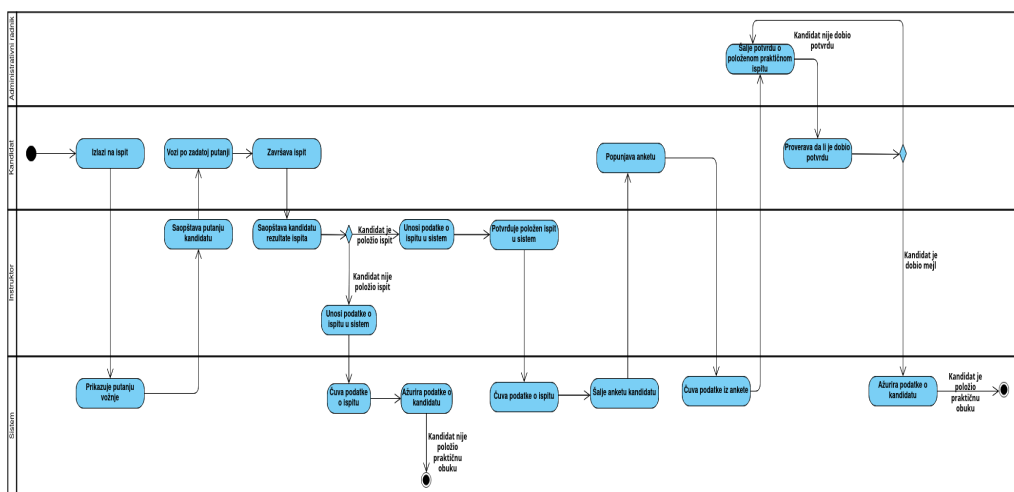 Administrativni radnik
Kandidat nije dobio
potvrdu
Šalje potvrdu o
položenom praktičnom
ispitu
Kandidat
Izlazi na ispit
Vozi po zadatoj putanji
Završava ispit
Popunjava anketu
Proverava da li je dobio
potvrdu
Instruktor
Saopštava putanju
kandidatu
Saopštava kandidatu
rezultate ispita
Kandidat je
položio ispit
Unosi podatke o
ispitu u sistem
Potvrđuje položen ispit
u sistem
Kandidat nije
položio ispit
Unosi podatke o
ispitu u sistem
Kandidat je
dobio mejl
Sistem
Prikazuje putanju
vožnje
Čuva podatke
o ispitu
Ažurira podatke o
kandidatu
Čuva podatke o ispitu
Šalje anketu kandidatu
Čuva podatke iz ankete
Ažurira podatke o
kandidatu
Kandidat je
položio
praktičnu
obuku
Kandidat nije
položio
praktičnu
obuku